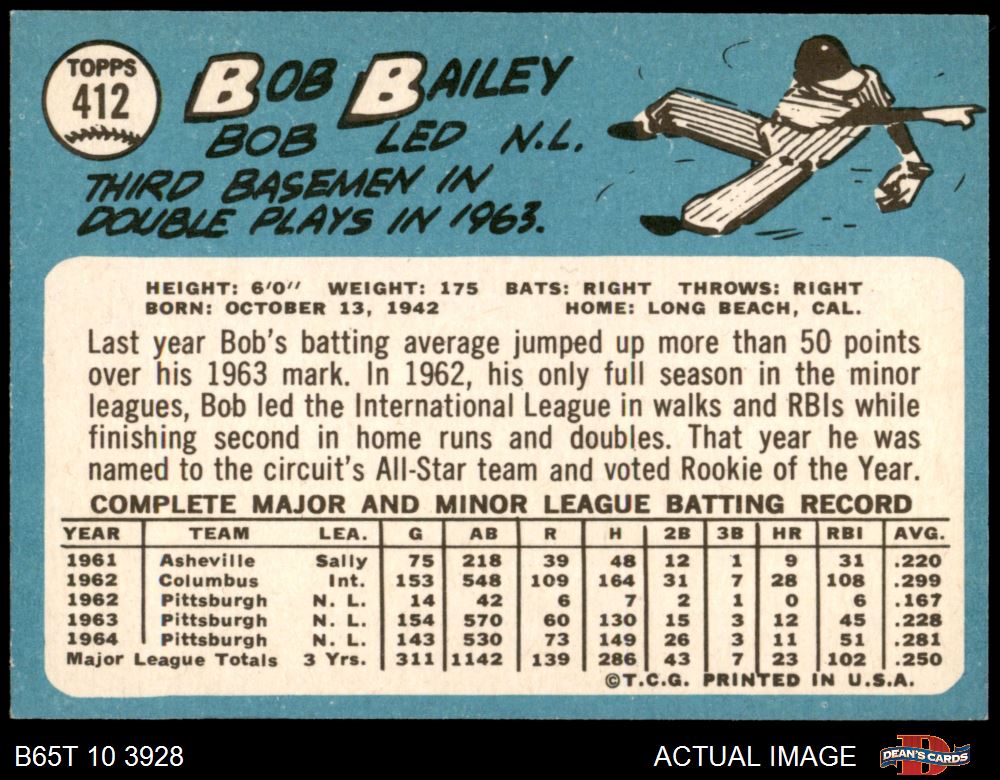 TOPPS
412
BOB BAILEY
BOB LED N.L.
THIRD BASEMEN IN
DOUBLE PLAYS IN 1963.
HEIGHT: 6'0" WEIGHT: 175 BATS: RIGHT THROWS: RIGHT
BORN: OCTOBER 13, 1942 HOME: LONG BEACH, CAL.
Last year Bob's batting average jumped up more than 50 points
over his 1963 mark. In 1962, his only full season in the minor
leagues, Bob led the International League in walks and RBIs while
finishing second in home runs and doubles. That year he was
named to the circuit's All-Star team and voted Rookie of the Year.
COMPLETE MAJOR AND MINOR LEAGUE BATTING RECORD
YEAR TEAM LEA. G AB R H 2B 3B HR RBI AVG.
1961 Asheville Sally 75 218 39 48 12 1 9 31 .220
1962 Columbus Int. 153 548 109 164 31 7 28 108 .299
1962 Pittsburgh N. L. 14 42 6 7 2 1 0 6 .167
1963 Pittsburgh N. L. 154 570 60 130 15 3 12 45 .228
1964 Pittsburgh N. L. 143 530 73 149 26 3 11 51 .281
Major League Totals 3 Yrs. 311 1142 139 286 43 7 23 102 .250
©T.C.G. PRINTED IN U.S.A.
B65T 10 3928 ACTUAL IMAGE DEAN'S CARDS